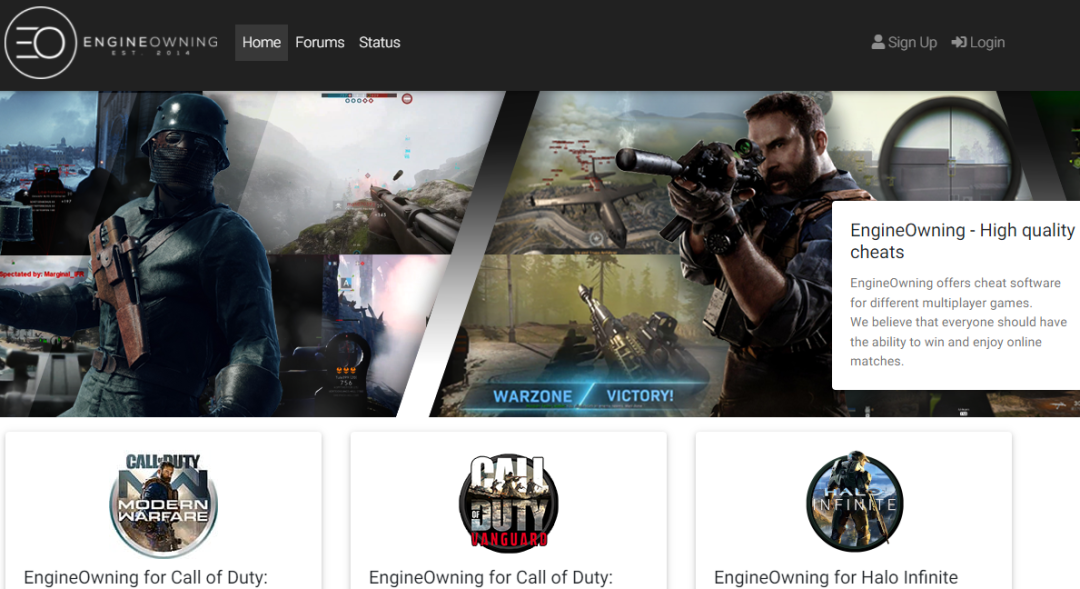 ENGINEOWNING
EST. 2014
Home Forums Status
Sign Up Login
Spectated by: Marginal_IFR
WARZONE VICTORY!
EngineOwning - High quality
cheats
EngineOwning offers cheat software
for different multiplayer games.
We believe that everyone should have
the ability to win and enjoy online
matches.
CALL OF DUTY
MW
MODERN
WARFARE
CALL
OF DUTY
VANGUARD
HALO
INFINITE
EngineOwning for Call of Duty:
EngineOwning for Call of Duty:
EngineOwning for Halo Infinite